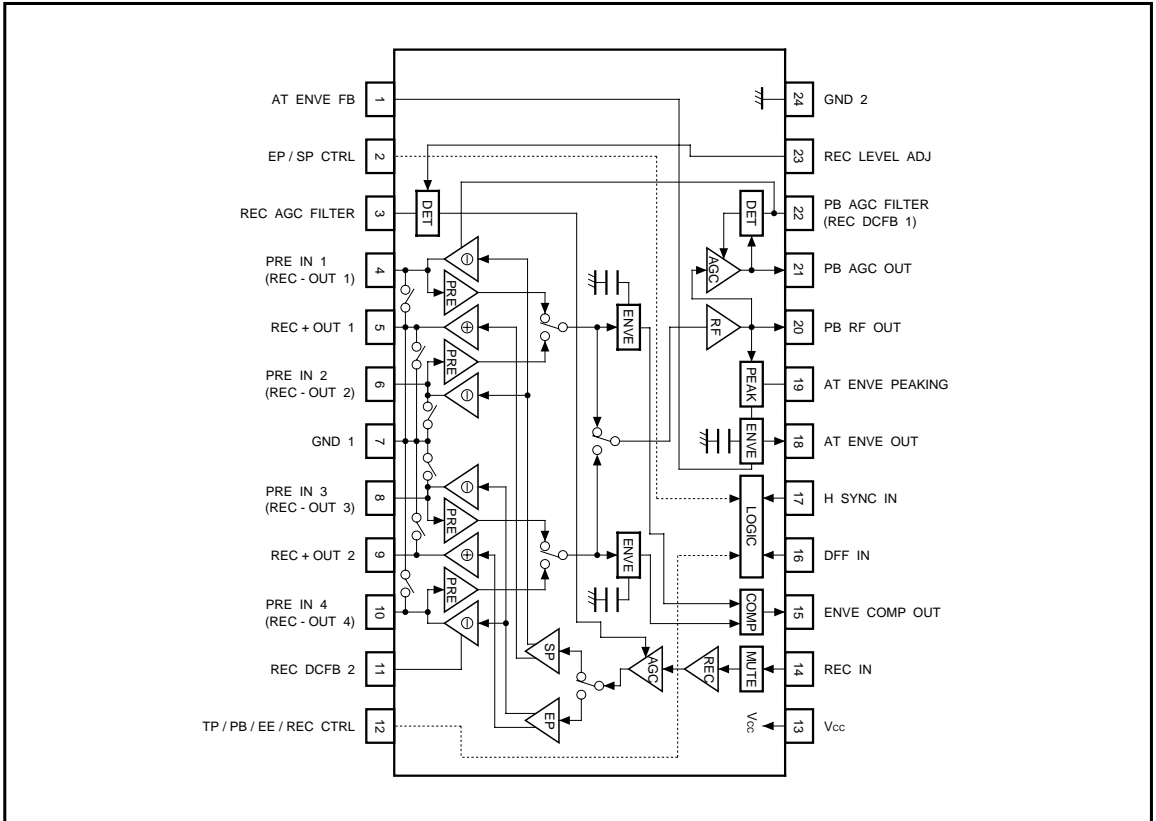 AT ENVE FB
1
EP / SP CTRL
2
REC AGC FILTER
3
PRE IN 1
(REC - OUT 1)
4
REC + OUT 1
5
PRE IN 2
(REC - OUT 2)
6
GND 1
7
PRE IN 3
(REC - OUT 3)
8
REC + OUT 2
9
PRE IN 4
(REC - OUT 4)
10
REC DCFB 2
11
TP / PB / EE / REC CTRL
12
DET
⊖
PRE
⊕
PRE
⊖
⊖
PRE
⊕
PRE
⊖
ENVE
ENVE
SP
EP
AGC
REC
MUTE
COMP
LOGIC
ENVE
PEAK
RF
AGC
DET
Vcc
24
GND 2
23
REC LEVEL ADJ
22
PB AGC FILTER
(REC DCFB 1)
21
PB AGC OUT
20
PB RF OUT
19
AT ENVE PEAKING
18
AT ENVE OUT
17
H SYNC IN
16
DFF IN
15
ENVE COMP OUT
14
REC IN
13
Vcc